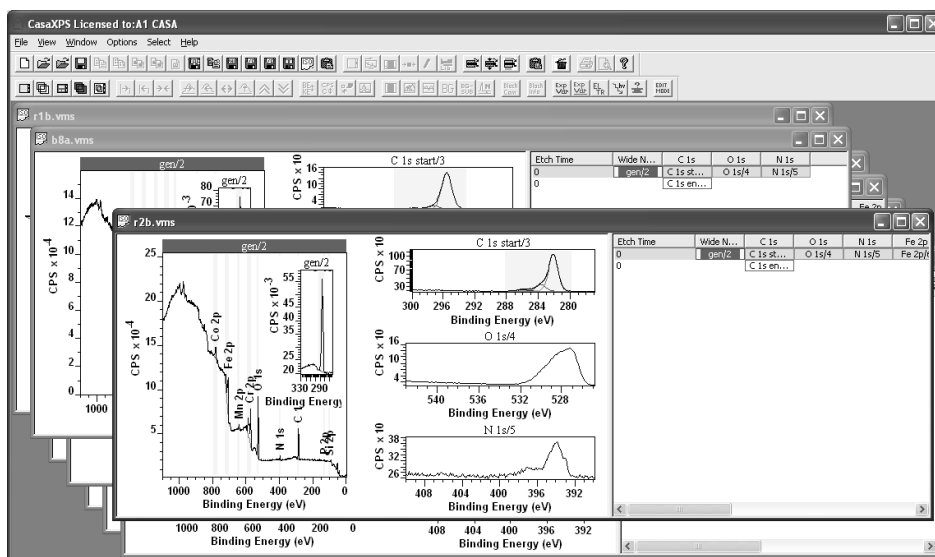 CasaXPS Licensed to:A1 CASA
File View Window Options Select Help
r1b.vms
b8a.vms
gen/2
CPS × 10⁻⁴
14
12
10
8
6
4
2
0
1000
gen/2
80
70
C 1s start/3
CPS × 10
16
12
8
4
Etch Time Wide N... C 1s O 1s N 1s
0 gen/2 C 1s st... O 1s/4 N 1s/5
0 C 1s en...
Fe 2p
r2b.vms
gen/2
CPS × 10⁻⁴
25
20
15
10
5
Co 2p
Fe 2p
Mn 2p
Cr 2p
O 1s
N 1s
C 1
Si 2p
1000 800 600 400 200 0
Binding Energy (eV)
gen/2
CPS × 10⁻³
55
50
45
40
35
30
25
20
330 290
Binding Energy
C 1s start/3
CPS × 10
100
70
50
30
300 296 292 288 284 280
Binding Energy (eV)
O 1s/4
CPS × 10
16
12
8
4
540 536 532 528
Binding Energy (eV)
N 1s/5
CPS × 10
38
34
30
26
408 404 400 396 392
Binding Energy (eV)
Etch Time Wide N... C 1s O 1s N 1s Fe 2p
0 gen/2 C 1s st... O 1s/4 N 1s/5 Fe 2p/
0 C 1s en...
1000 800 600 400 200 0
Binding Energy (eV)
408 404 400 396 392
Binding Energy (eV)